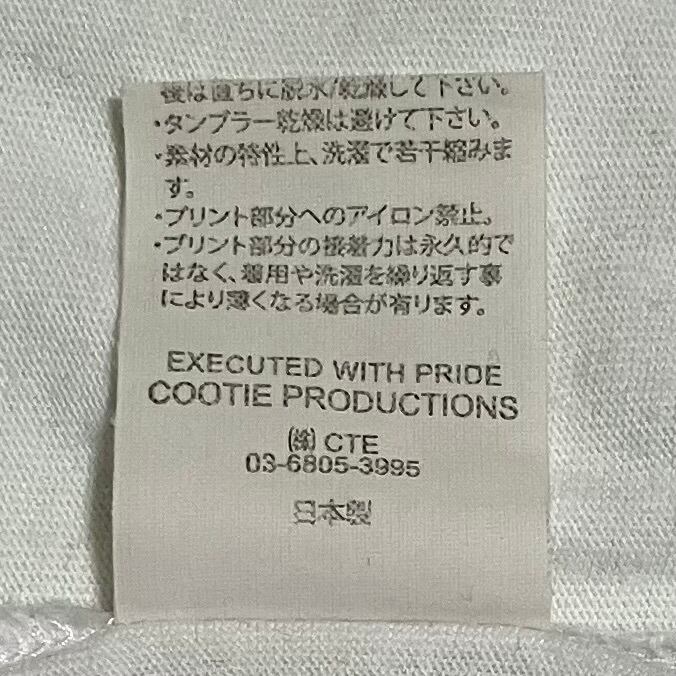 後は直ちに脱水/乾燥して下さい。
・タンブラー乾燥は避けて下さい。
・素材の特性上、洗濯で若干縮みま
す。
・プリント部分へのアイロン禁止。
・プリント部分の接着力は永久的で
はなく、着用や洗濯を繰り返す事
により薄くなる場合が有ります。
EXECUTED WITH PRIDE
COOTIE PRODUCTIONS
㈱ CTE
03-6805-3995
日本製